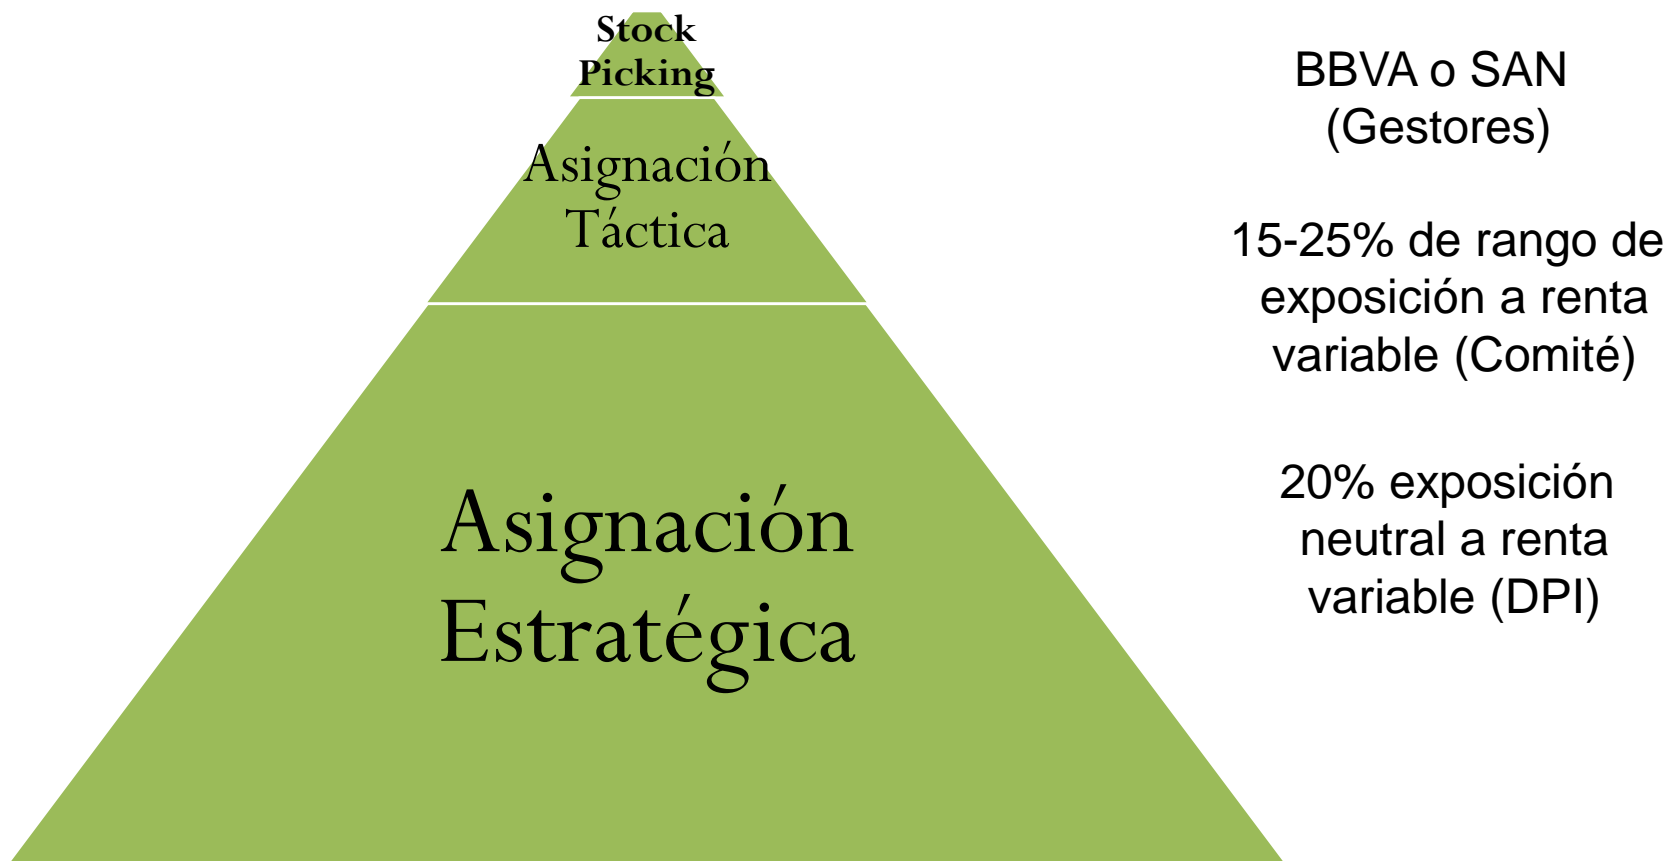 Stock
Picking
BBVA o SAN
(Gestores)
Asignación
Táctica
15-25% de rango de
exposición a renta
variable (Comité)
Asignación
Estratégica
20% exposición
neutral a renta
variable (DPI)